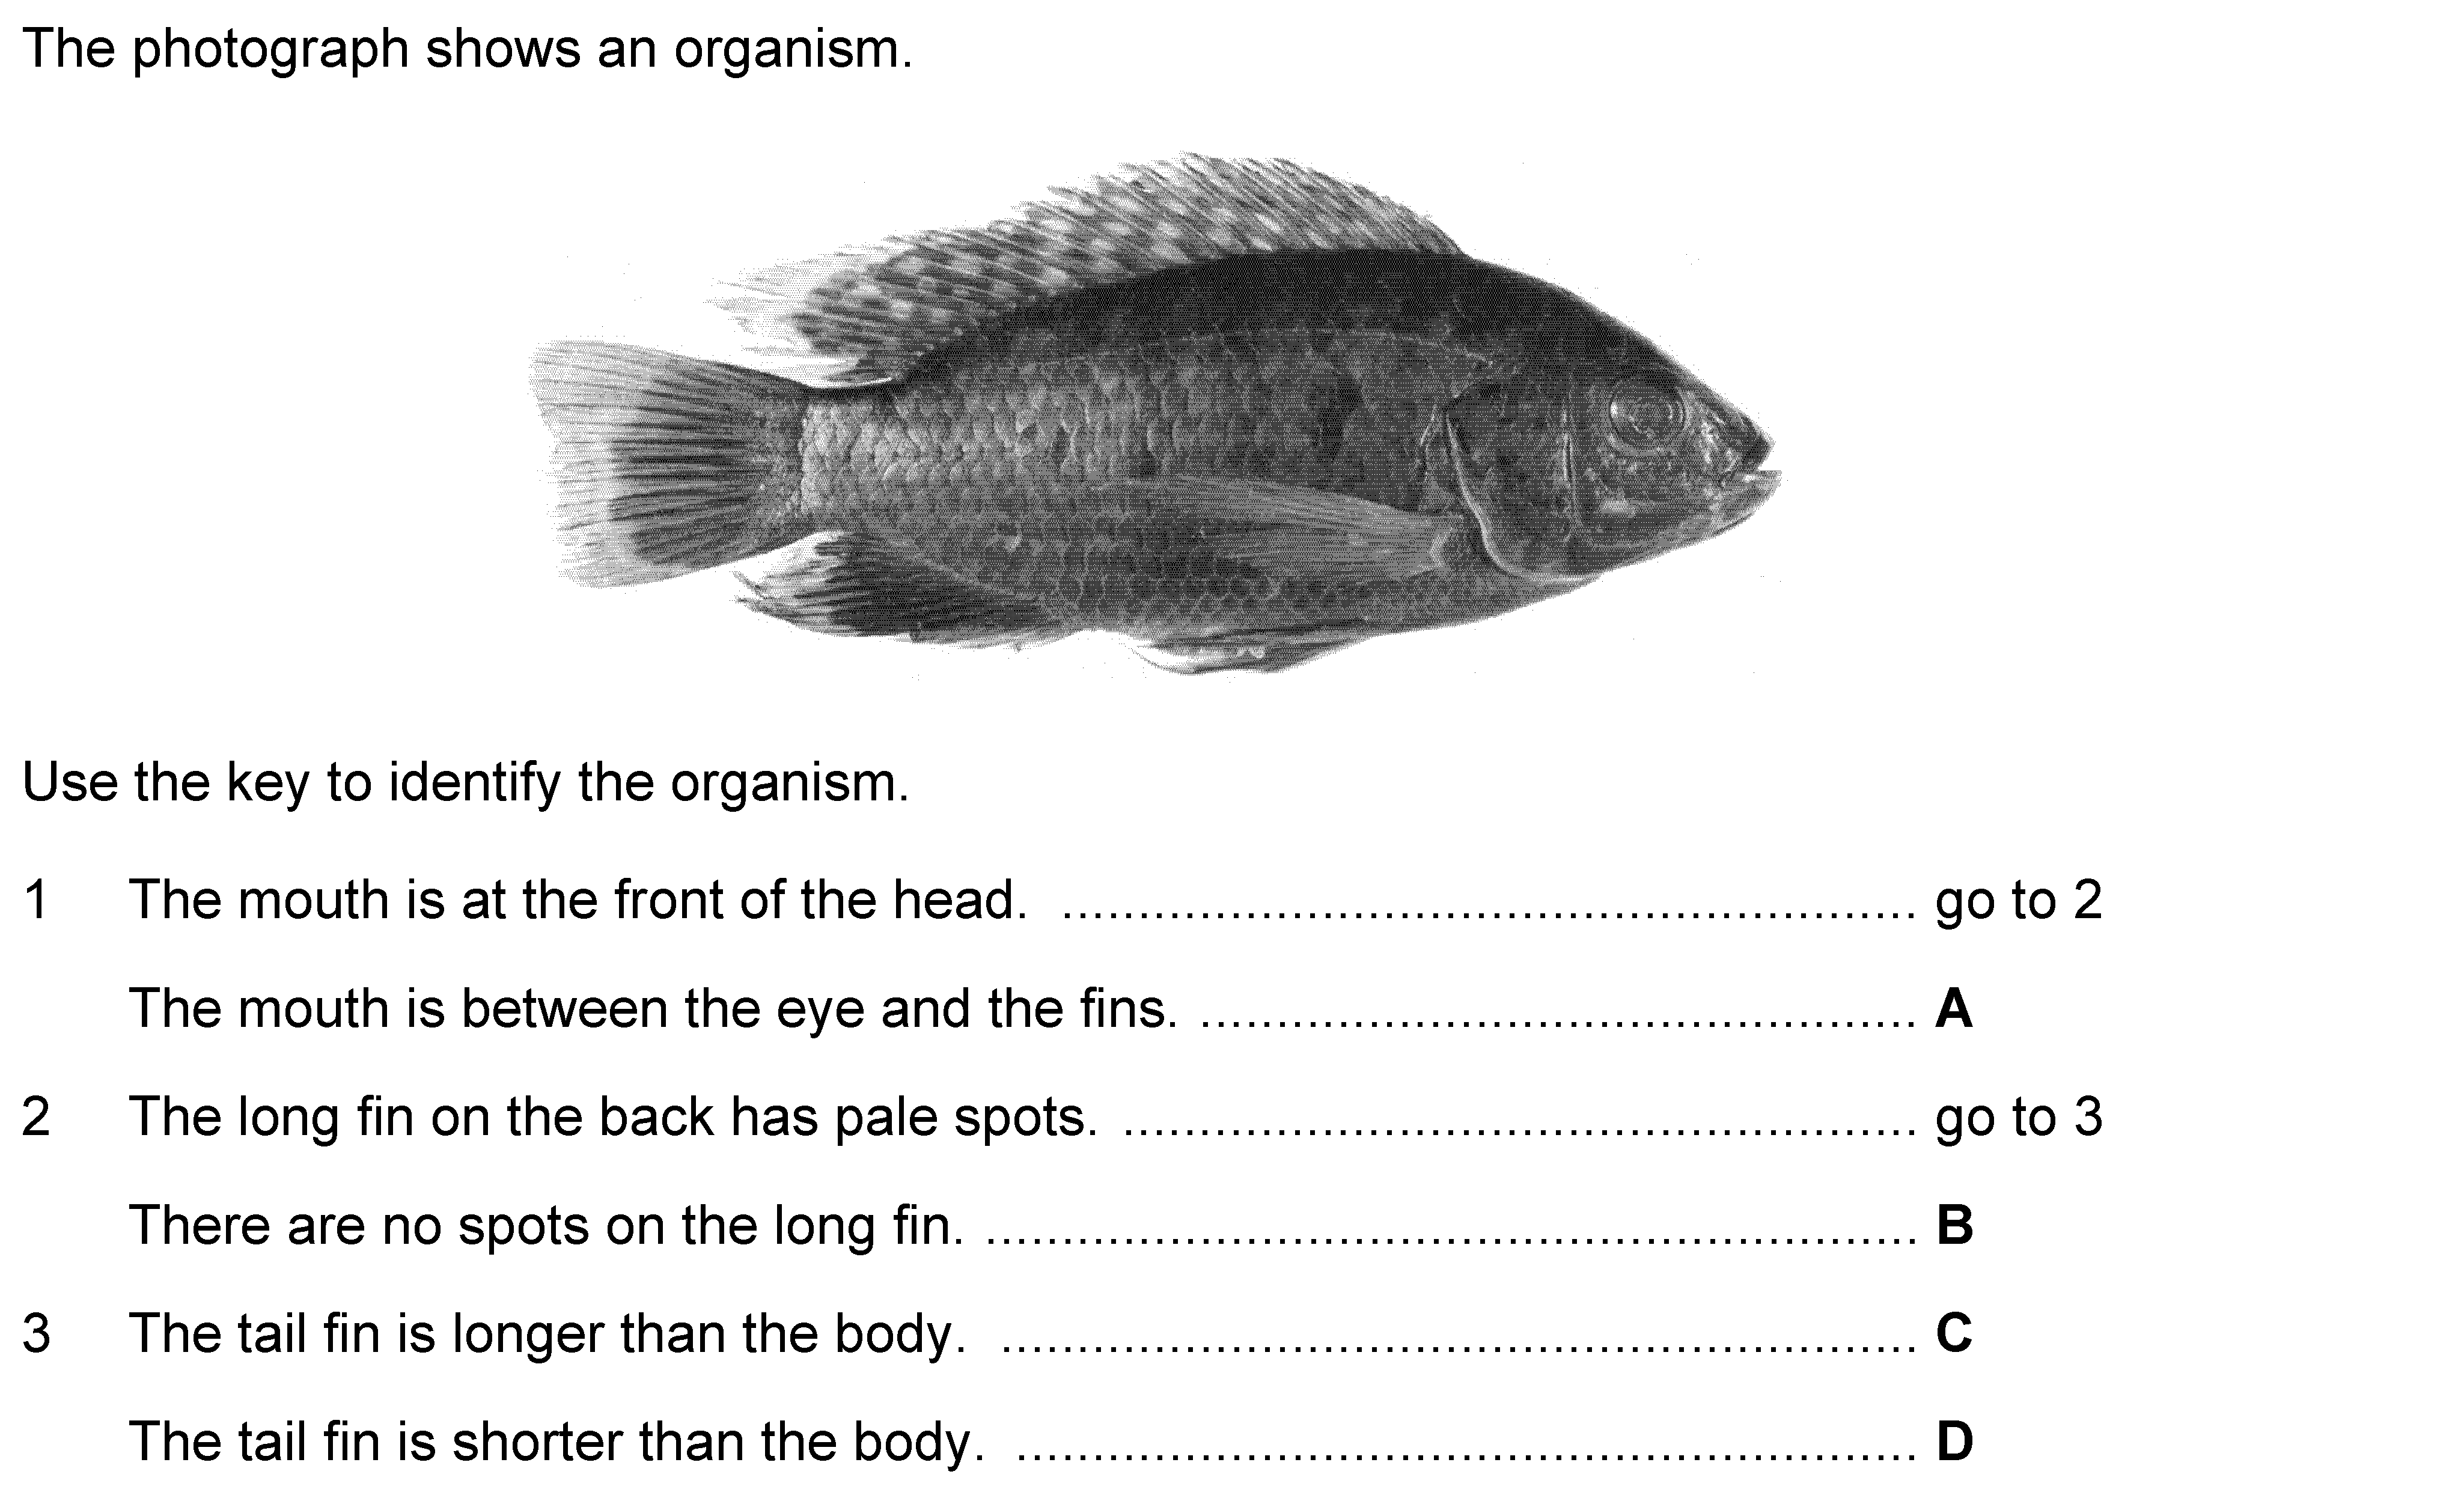 The photograph shows an organism.
Use the key to identify the organism.
1 The mouth is at the front of the head. ........................................................ go to 2
The mouth is between the eye and the fins. ............................................... A
2 The long fin on the back has pale spots. .................................................... go to 3
There are no spots on the long fin. ............................................................. B
3 The tail fin is longer than the body. ............................................................ C
The tail fin is shorter than the body. ........................................................... D